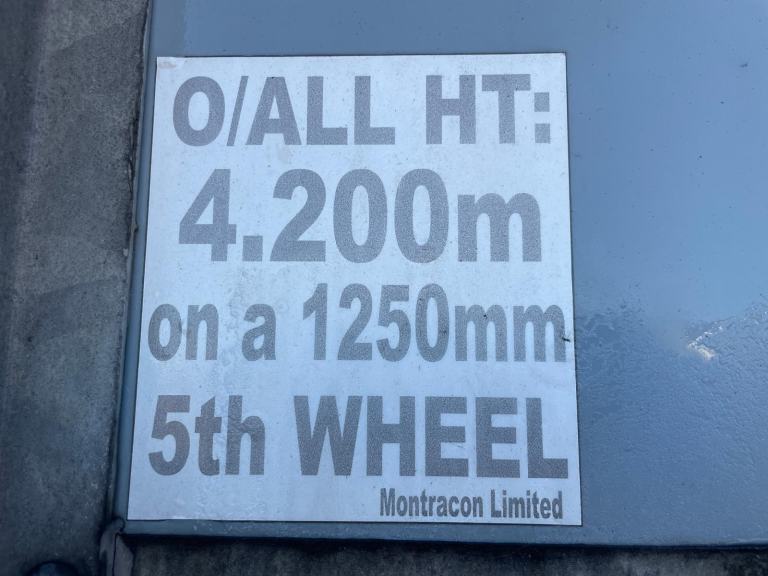 O/ALL HT:
4.200m
on a 1250mm
5th WHEEL
Montracon Limited